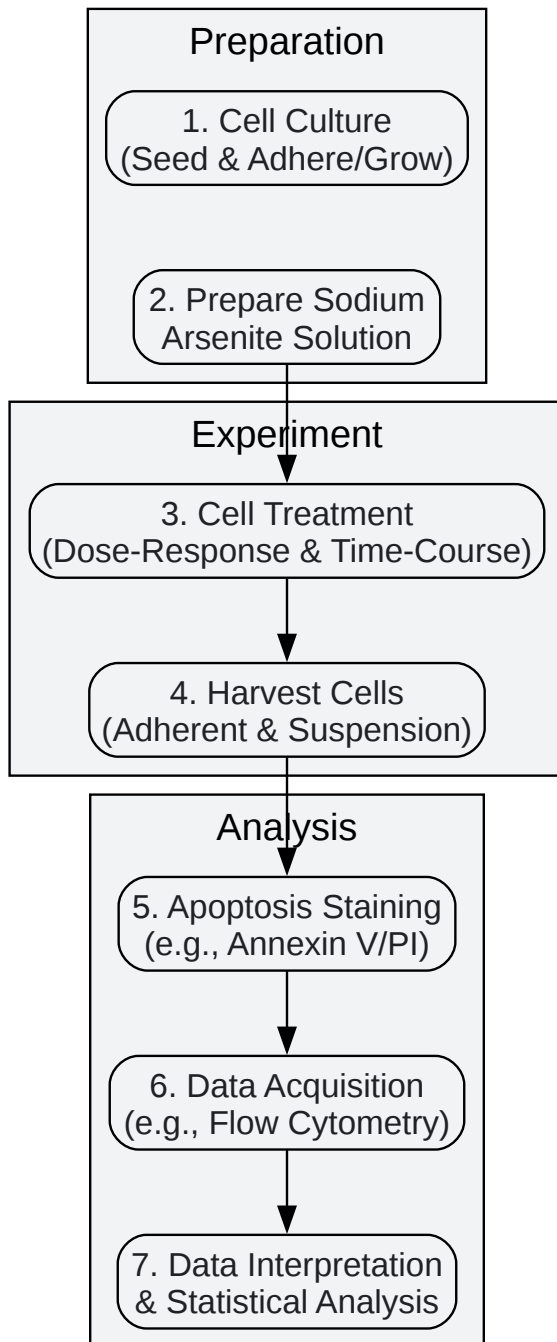 Preparation
1. Cell Culture
(Seed & Adhere/Grow)
2. Prepare Sodium
Arsenite Solution
Experiment
3. Cell Treatment
(Dose-Response & Time-Course)
4. Harvest Cells
(Adherent & Suspension)
Analysis
5. Apoptosis Staining
(e.g., Annexin V/PI)
6. Data Acquisition
(e.g., Flow Cytometry)
7. Data Interpretation
& Statistical Analysis